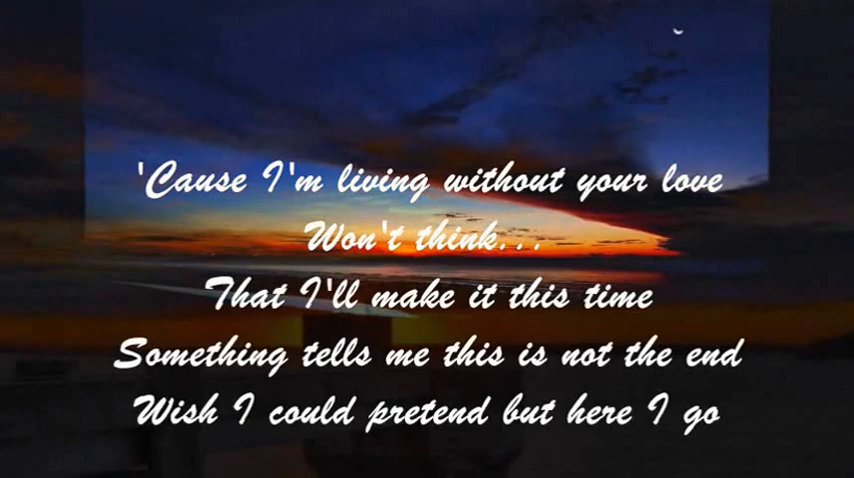 'Cause I'm living without your love
Won't think...
That I'll make it this time
Something tells me this is not the end
Wish I could pretend but here I go